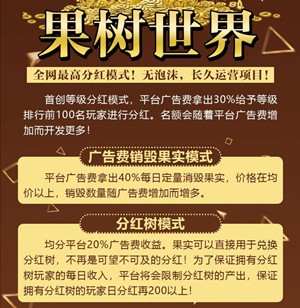 果树世界
全网最高分红模式！无泡沫，长久运营项目！
首创等级分红模式，平台广告费拿出30%给予等级
排行前100名玩家进行分红。名额会随着平台广告费
增加而开发更多！
广告费销毁果实模式
平台广告费拿出40%每日定量消毁果实，价格在均
价以上，销毁数量随广告费增加而增多。
分红树模式
均分平台20%广告费收益。果实可以直接用于兑换
分红树，不再是可望不可及的分红！为了保证拥有分红
树玩家的每日收入，平台将会限制分红树的产出，保证
拥有分红树的玩家日分红再200以上！